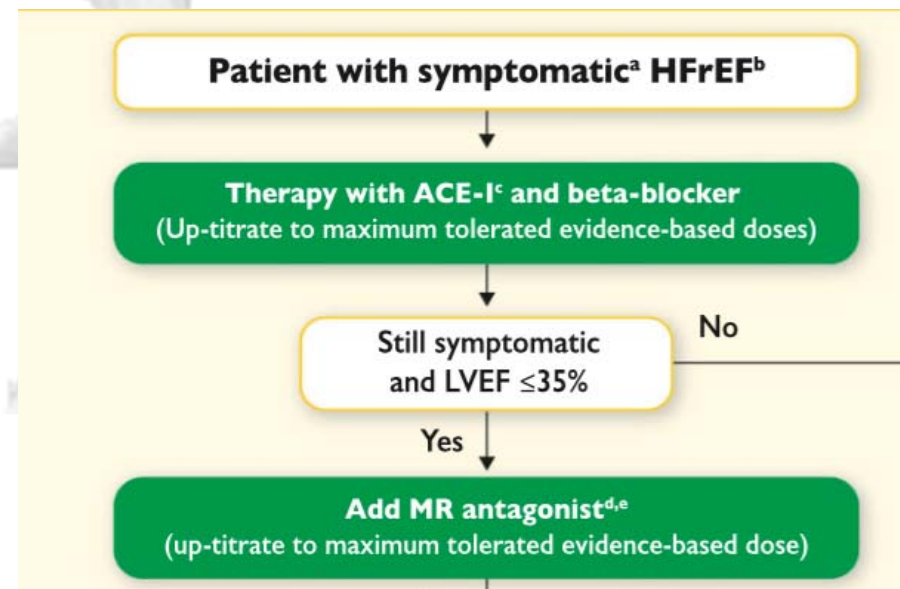 Patient with symptomaticᵃ HFrEFᵇ
Therapy with ACE-Iᶜ and beta-blocker
(Up-titrate to maximum tolerated evidence-based doses)
Still symptomatic
and LVEF ≤35%
No
Yes
Add MR antagonistᵈ,ᵉ
(up-titrate to maximum tolerated evidence-based dose)